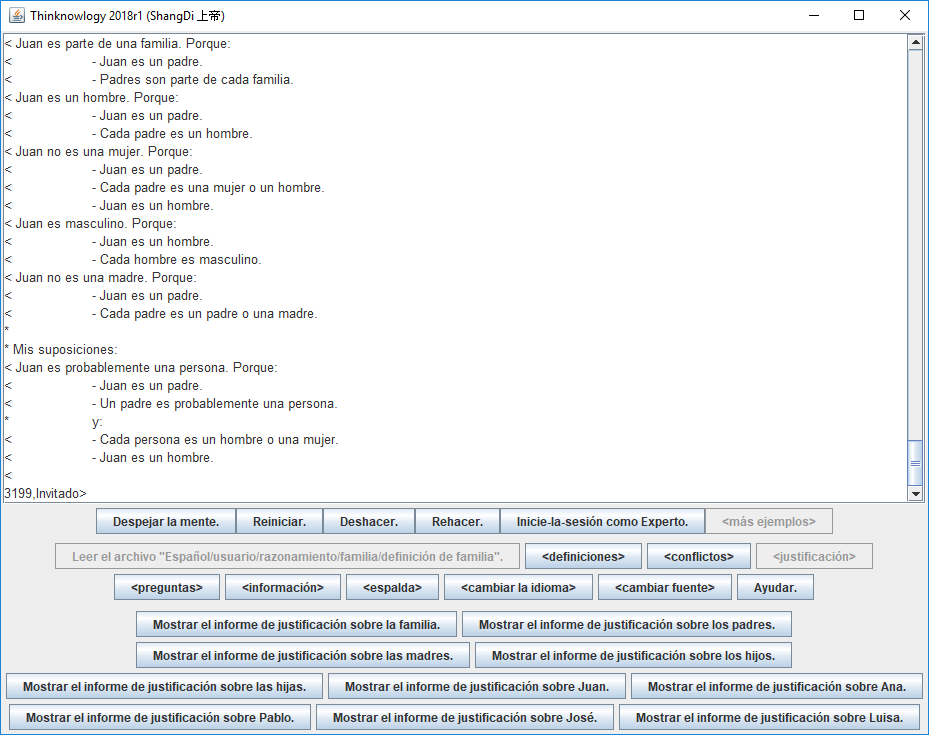 Thinknowlogy 2018r1 (ShangDi 上帝)
< Juan es parte de una familia. Porque:
< - Juan es un padre.
< - Padres son parte de cada familia.
< Juan es un hombre. Porque:
< - Juan es un padre.
< - Cada padre es un hombre.
< Juan no es una mujer. Porque:
< - Juan es un padre.
< - Cada padre es una mujer o un hombre.
< - Juan es un hombre.
< Juan es masculino. Porque:
< - Juan es un hombre.
< - Cada hombre es masculino.
< Juan no es una madre. Porque:
< - Juan es un padre.
< - Cada padre es un padre o una madre.
*
* Mis suposiciones:
< Juan es probablemente una persona. Porque:
< - Juan es un padre.
< - Un padre es probablemente una persona.
* y:
< - Cada persona es un hombre o una mujer.
< - Juan es un hombre.
<
3199,Invitado>
Despejar la mente. Reiniciar. Deshacer. Rehacer. Inicie-la-sesión como Experto. <más ejemplos>
Leer el archivo "Español/usuario/razonamiento/familia/definición de familia". <definiciones> <conflictos> <justificación>
<preguntas> <información> <espalda> <cambiar la idioma> <cambiar fuente> Ayudar.
Mostrar el informe de justificación sobre la familia. Mostrar el informe de justificación sobre los padres.
Mostrar el informe de justificación sobre las madres. Mostrar el informe de justificación sobre los hijos.
Mostrar el informe de justificación sobre las hijas. Mostrar el informe de justificación sobre Juan. Mostrar el informe de justificación sobre Ana.
Mostrar el informe de justificación sobre Pablo. Mostrar el informe de justificación sobre José. Mostrar el informe de justificación sobre Luisa.